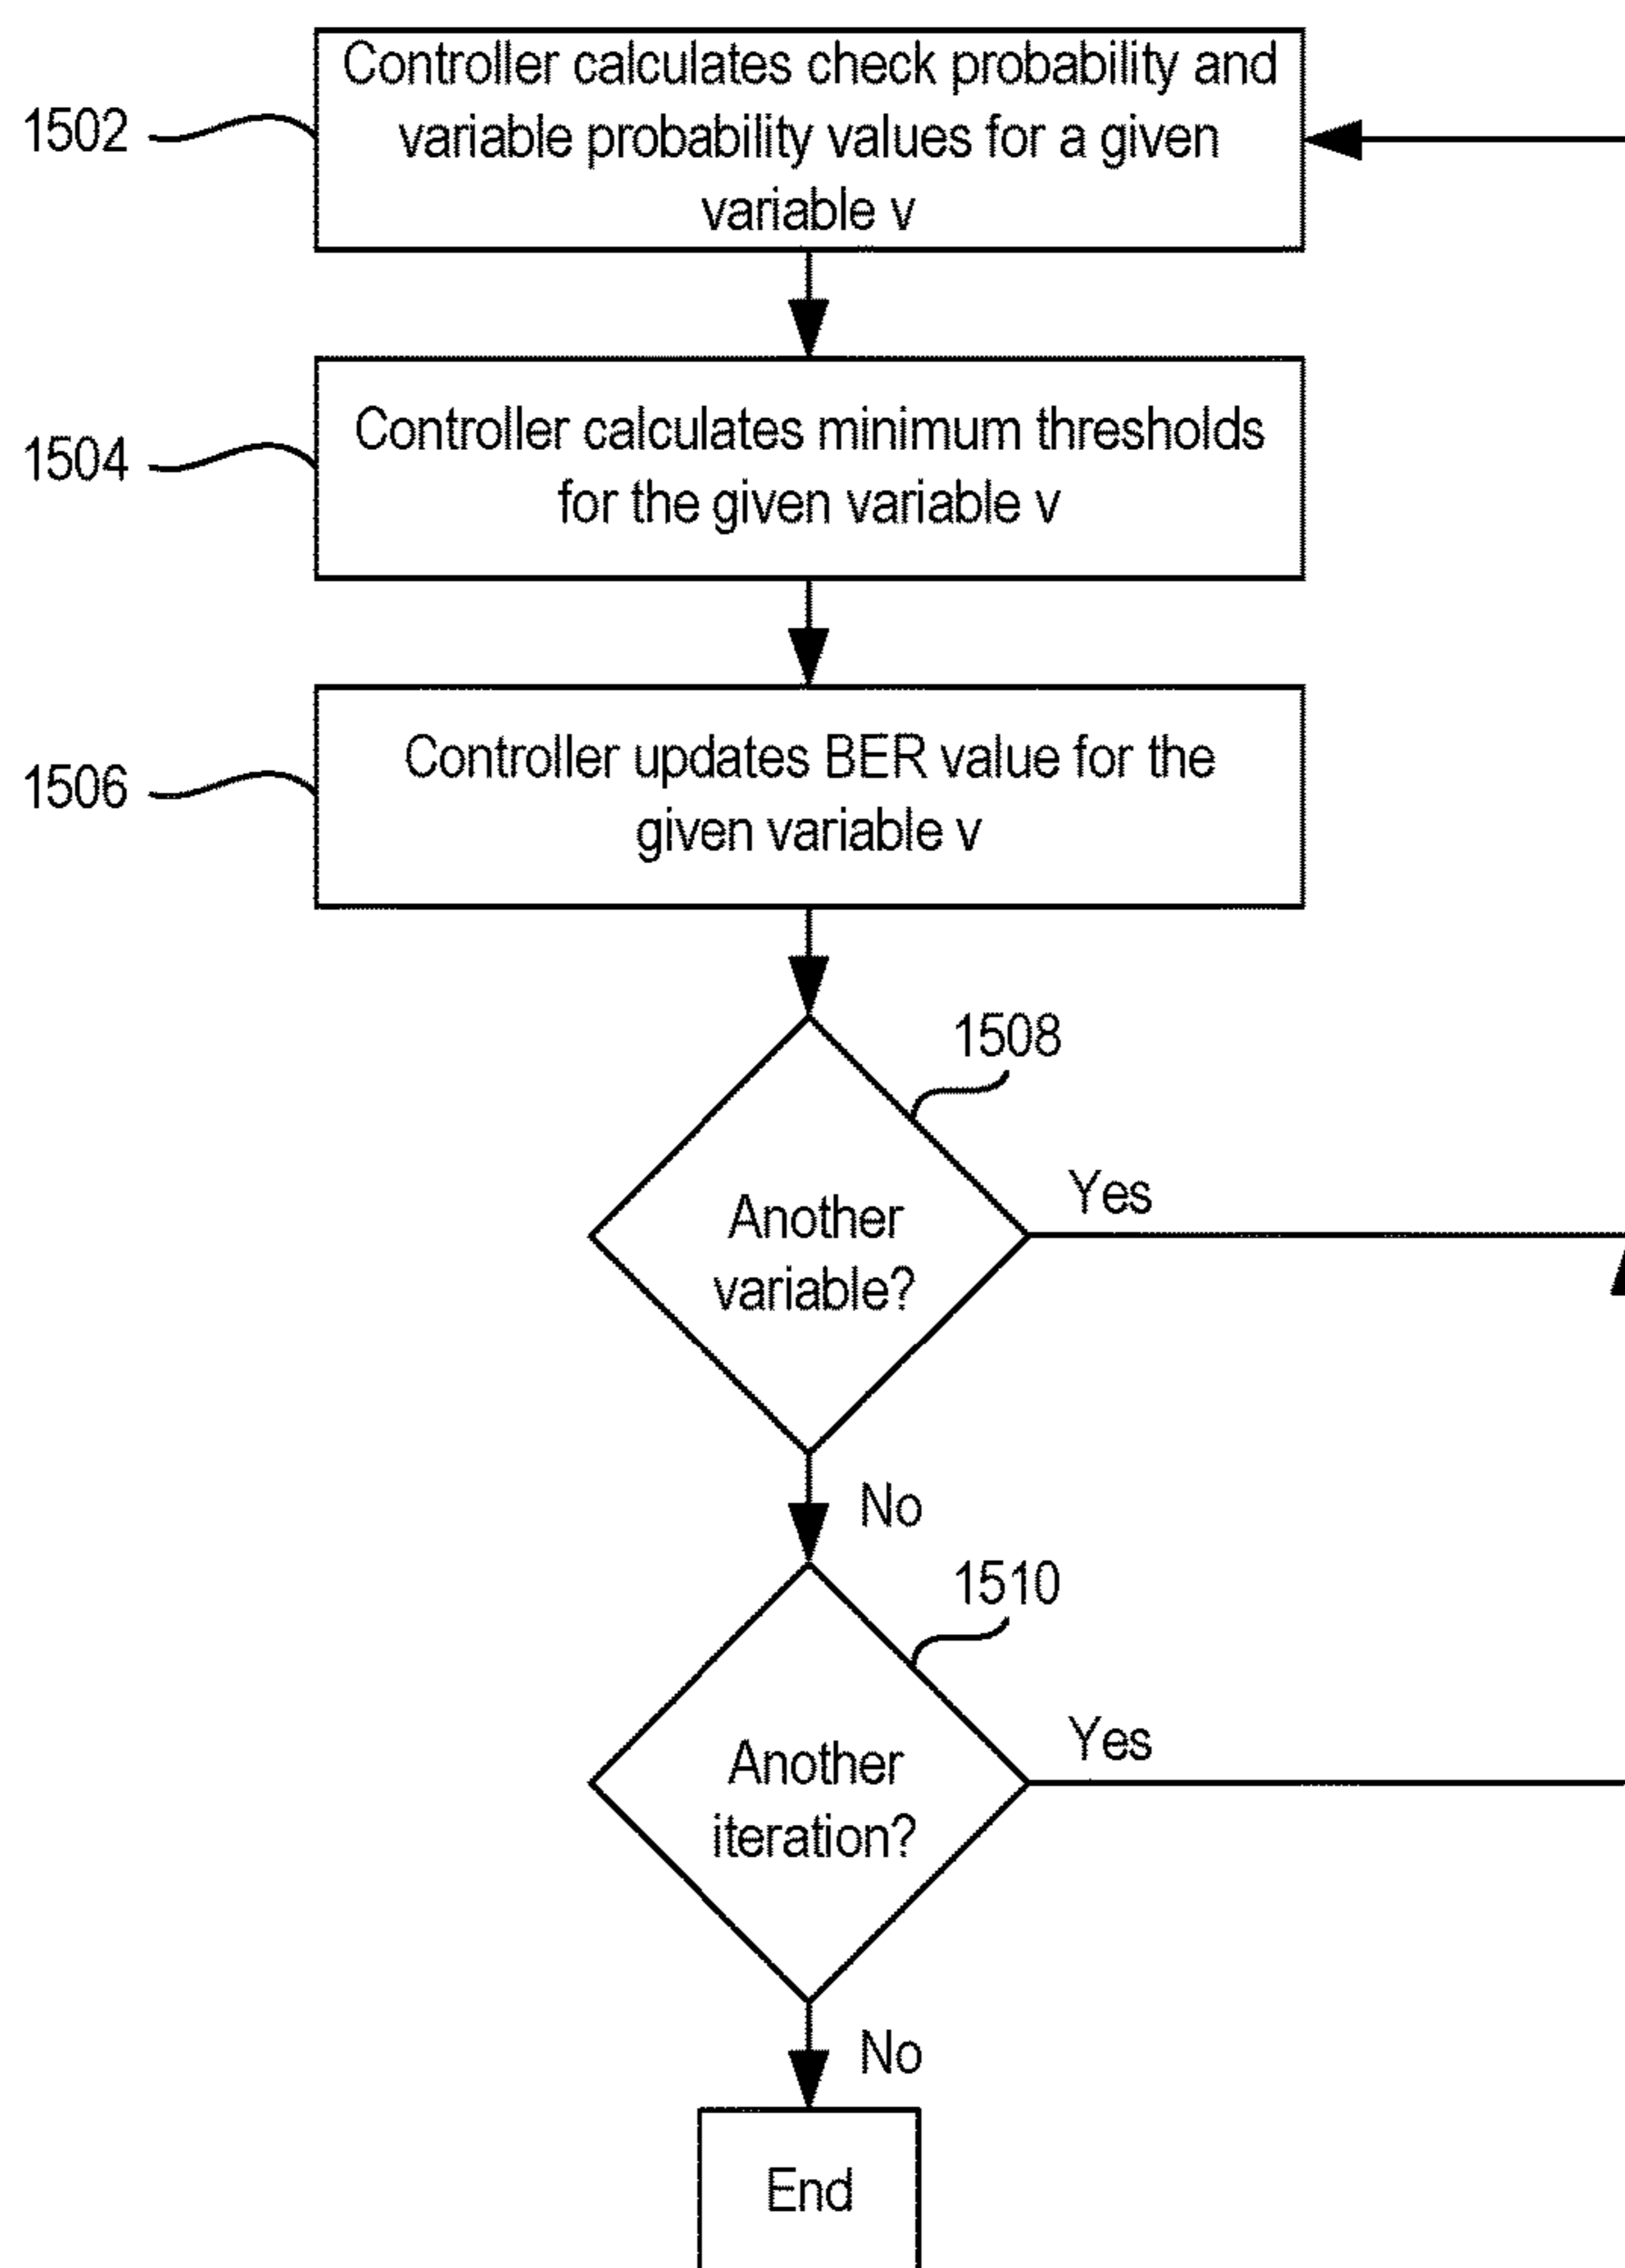 Controller calculates check probability and
variable probability values for a given
variable v
1502
Controller calculates minimum thresholds
for the given variable v
1504
Controller updates BER value for the
given variable v
1506
1508
Another
variable?
Yes
No
1510
Another
iteration?
Yes
No
End